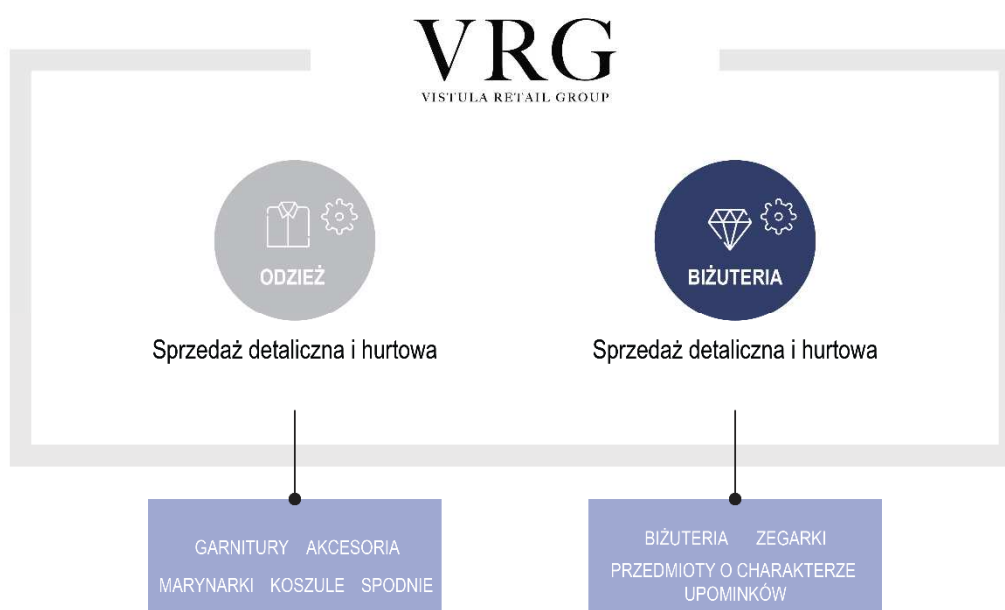 VRG
VISTULA RETAIL GROUP
ODZIEŻ
BIŻUTERIA
Sprzedaż detaliczna i hurtowa
Sprzedaż detaliczna i hurtowa
GARNITURY AKCESORIA
MARYNARKI KOSZULE SPODNIE
BIŻUTERIA ZEGARKI
PRZEDMIOTY O CHARAKTERZE
UPOMINKÓW